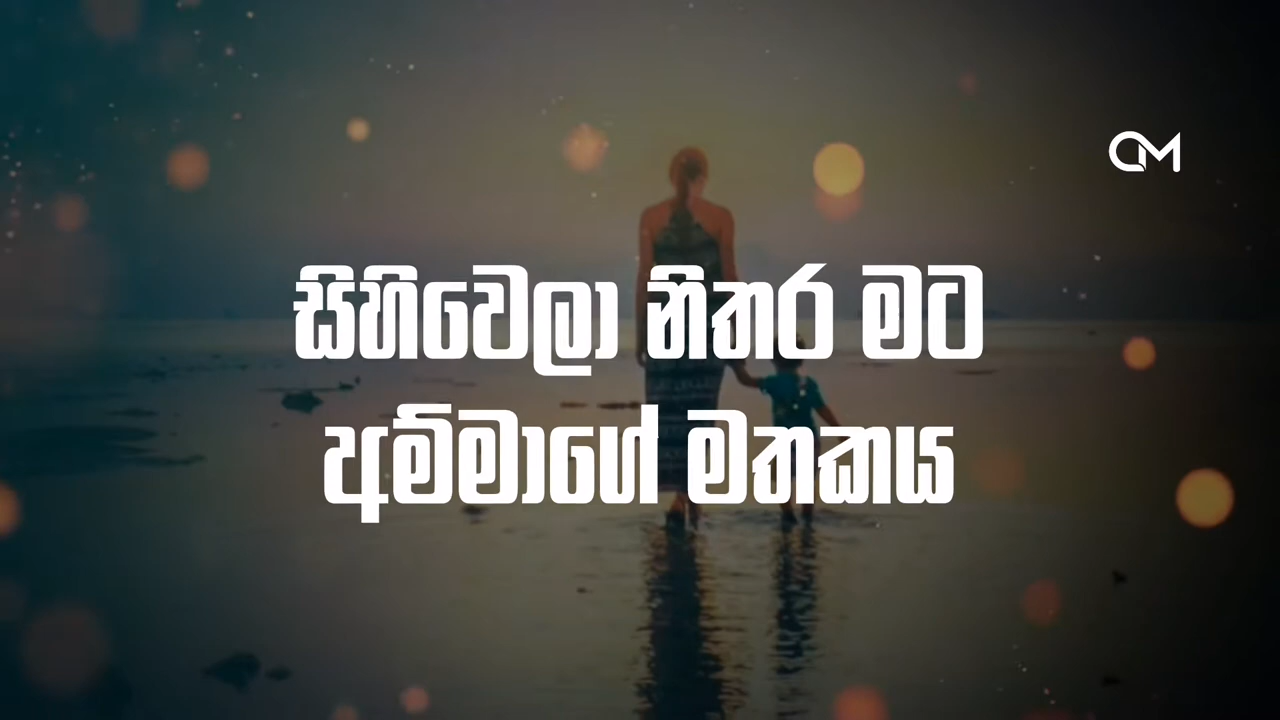 සිහිවෙලා නිතර මට
අම්මාගේ මතකය